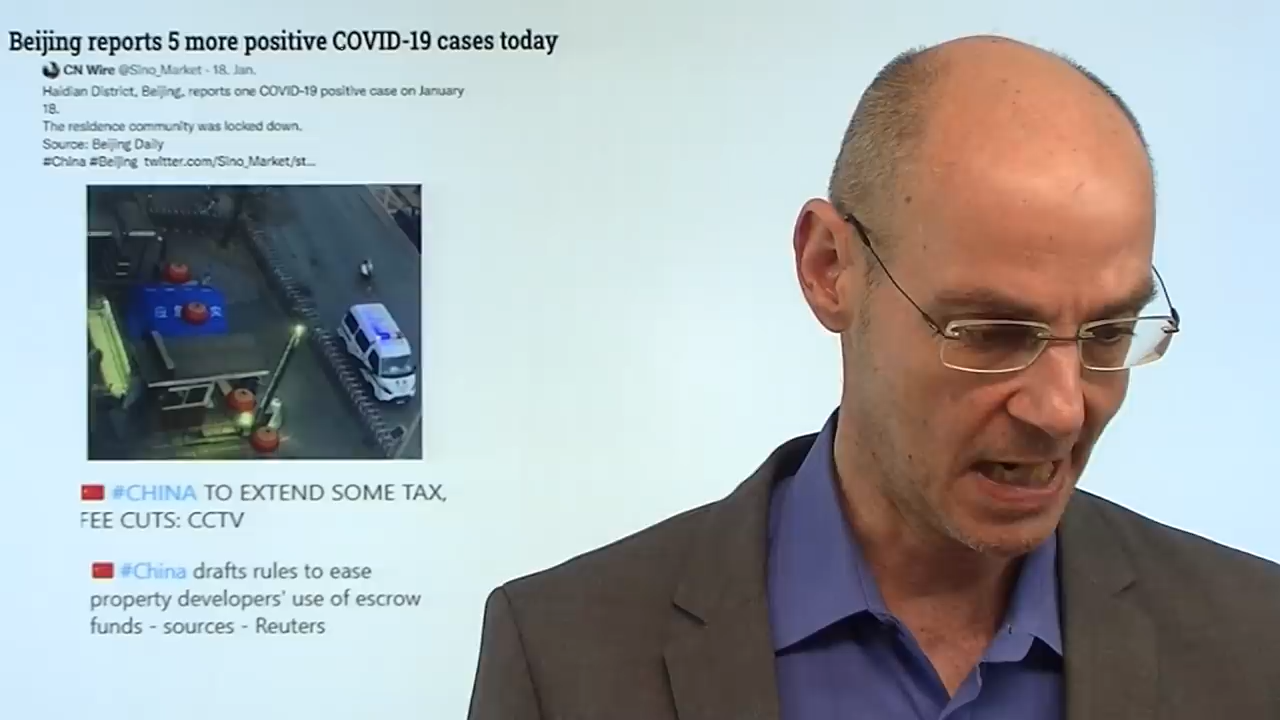 Beijing reports 5 more positive COVID-19 cases today
CN Wire @Sino_Market · 18. Jan.
Haidian District, Beijing, reports one COVID-19 positive case on January
18.
The residence community was locked down.
Source: Beijing Daily
#China #Beijing twitter.com/Sino_Market/st...
#CHINA TO EXTEND SOME TAX,
FEE CUTS: CCTV
#China drafts rules to ease
property developers' use of escrow
funds - sources - Reuters